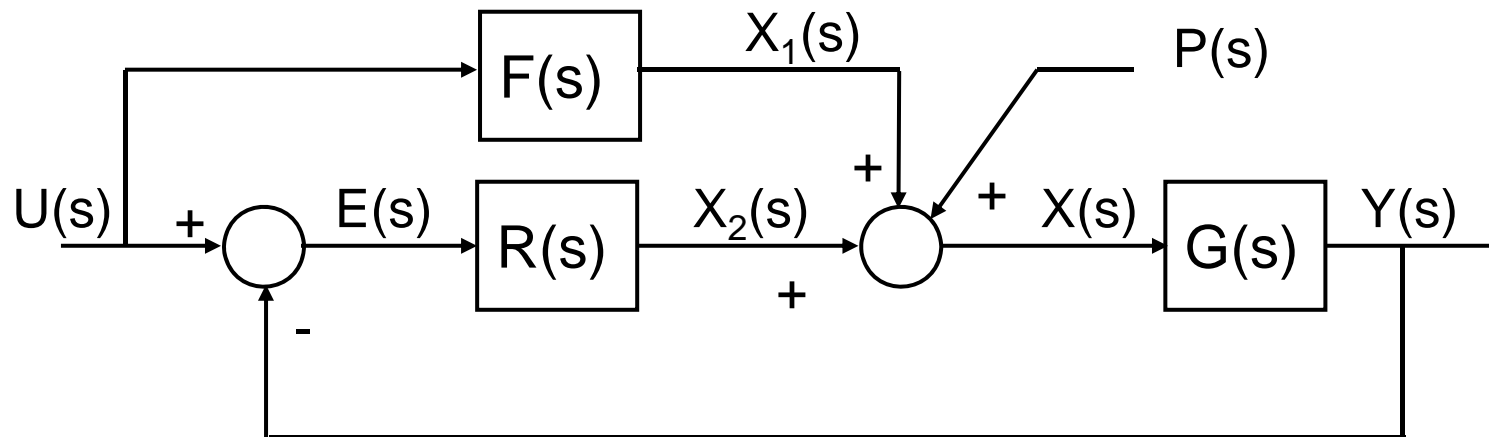 X₁(s)
P(s)
F(s)
+
U(s) + E(s) X₂(s) + X(s) Y(s)
R(s) G(s)
+
-